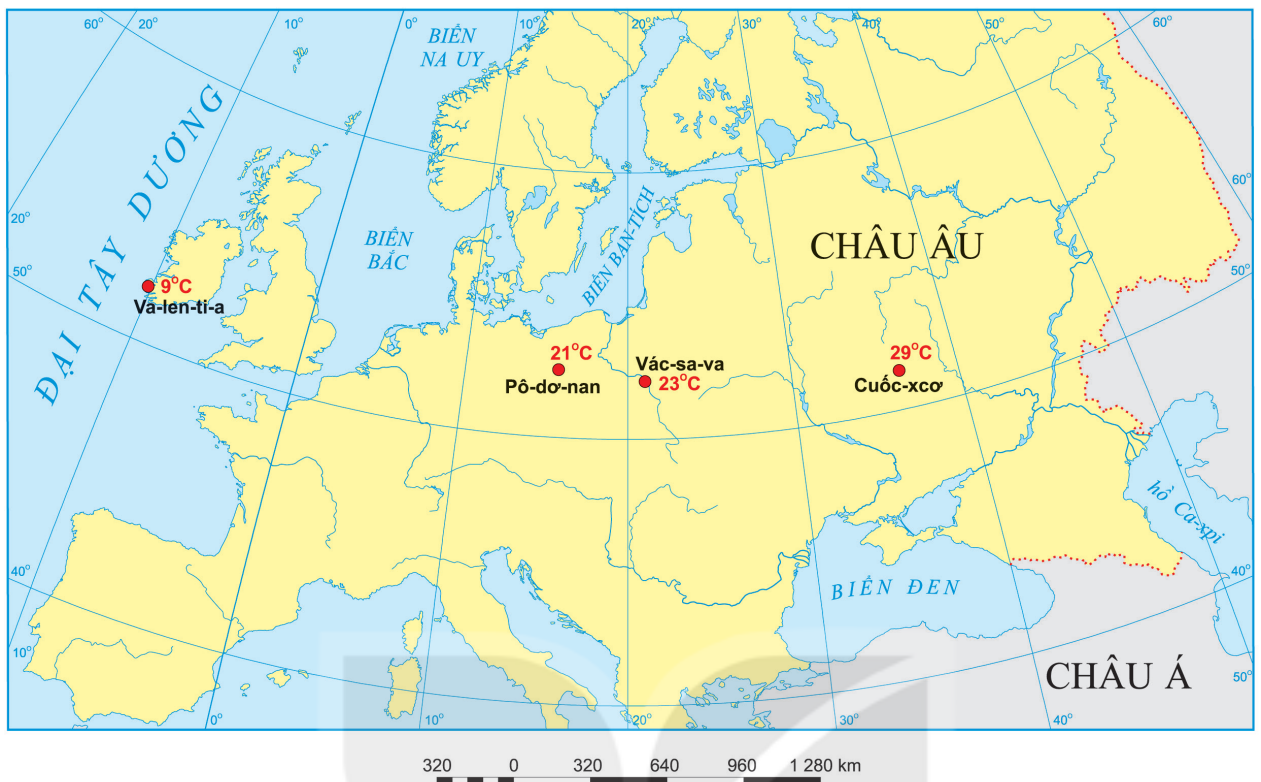 60° 20° 10° 0° 10° 20° 30° 40° 50° 60°
BIỂN
NA UY
ĐẠI TÂY DƯƠNG
20°
50°
60°
50°
BIỂN
BẮC
BIỂN BAN-TÍCH
CHÂU ÂU
9°C
Va-len-ti-a
21°C
Pô-dơ-nan
Vác-sa-va
23°C
29°C
Cuốc-xcơ
hồ Ca-xpi
BIỂN ĐEN
40°
10°
40°
50°
CHÂU Á
0° 10° 20° 30° 40°
320 0 320 640 960 1 280 km